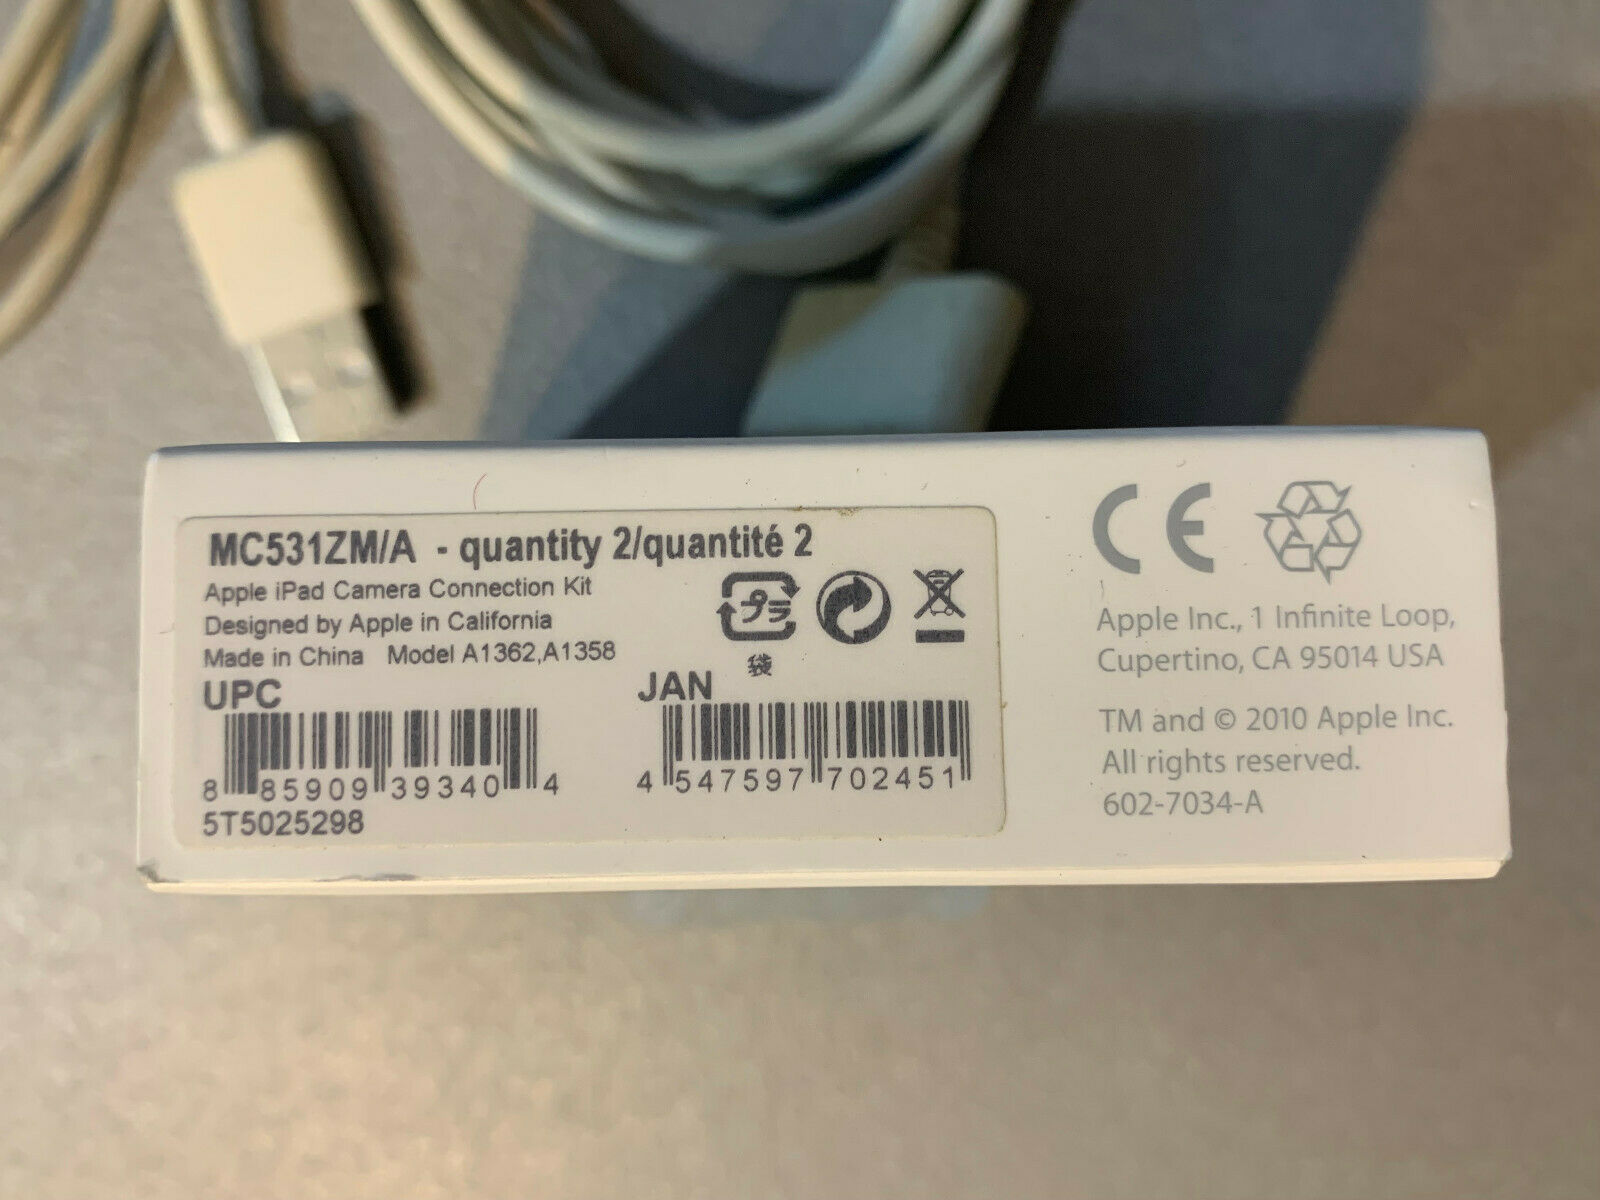 MC531ZM/A - quantity 2/quantité 2
Apple iPad Camera Connection Kit
Designed by Apple in California
Made in China Model A1362,A1358
プラ
袋
UPC
8 85909 39340 4
5T5025298
JAN
4 547597 702451
CE
Apple Inc., 1 Infinite Loop,
Cupertino, CA 95014 USA
TM and © 2010 Apple Inc.
All rights reserved.
602-7034-A